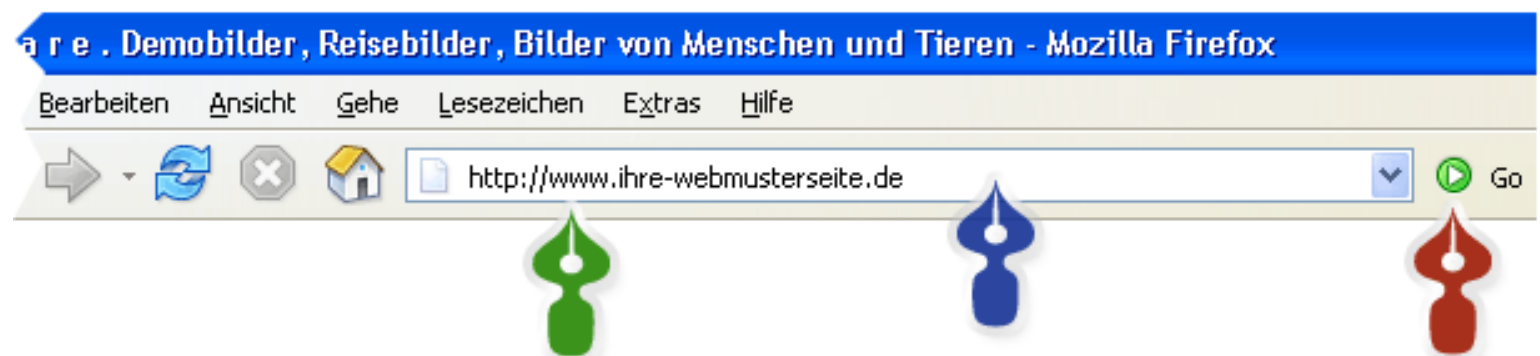 a r e . Demobilder, Reisebilder, Bilder von Menschen und Tieren - Mozilla Firefox
Bearbeiten Ansicht Gehe Lesezeichen Extras Hilfe
http://www.ihre-webmusterseite.de Go